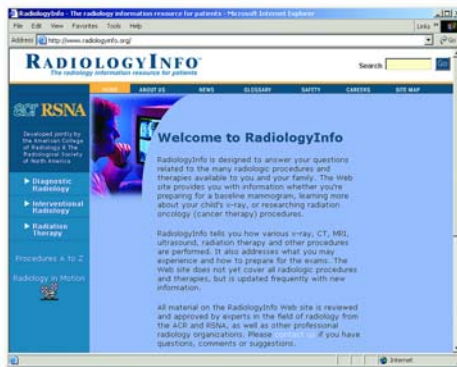 RadiologyInfo - The radiology information resource for patients - Microsoft Internet Explorer
File Edit View Favorites Tools Help
Links
Address http://www.radiologyinfo.org/
Go
RADIOLOGYINFO
The radiology information resource for patients
Search
Go
HOME ABOUT US NEWS GLOSSARY SAFETY CAREERS SITE MAP
ACR RSNA
Developed jointly by
the American College
of Radiology & The
Radiological Society
of North America
Diagnostic
Radiology
Interventional
Radiology
Radiation
Therapy
Procedures A to Z
Radiology in Motion
Welcome to RadiologyInfo
RadiologyInfo is designed to answer your questions
related to the many radiologic procedures and
therapies available to you and your family. The Web
site provides you with information whether you're
preparing for a baseline mammogram, learning more
about your child's x-ray, or researching radiation
oncology (cancer therapy) procedures.
RadiologyInfo tells you how various x-ray, CT, MRI,
ultrasound, radiation therapy and other procedures
are performed. It also addresses what you may
experience and how to prepare for the exams. The
Web site does not yet cover all radiologic procedures
and therapies, but is updated frequently with new
information.
All material on the RadiologyInfo Web site is reviewed
and approved by experts in the field of radiology from
the ACR and RSNA, as well as other professional
radiology organizations. Please contact us if you have
questions, comments or suggestions.
Internet